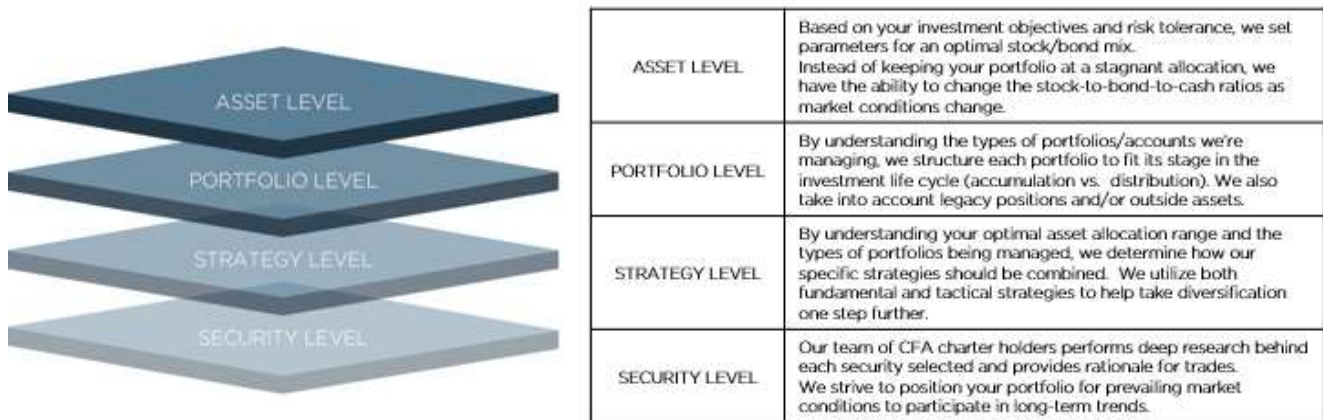 ASSET LEVEL
PORTFOLIO LEVEL
STRATEGY LEVEL
SECURITY LEVEL
ASSET LEVEL
Based on your investment objectives and risk tolerance, we set
parameters for an optimal stock/bond mix.
Instead of keeping your portfolio at a stagnant allocation, we
have the ability to change the stock-to-bond-to-cash ratios as
market conditions change.
PORTFOLIO LEVEL
By understanding the types of portfolios/accounts we're
managing, we structure each portfolio to fit its stage in the
investment life cycle (accumulation vs. distribution). We also
take into account legacy positions and/or outside assets.
STRATEGY LEVEL
By understanding your optimal asset allocation range and the
types of portfolios being managed, we determine how our
specific strategies should be combined. We utilize both
fundamental and tactical strategies to help take diversification
one step further.
SECURITY LEVEL
Our team of CFA charter holders performs deep research behind
each security selected and provides rationale for trades.
We strive to position your portfolio for prevailing market
conditions to participate in long-term trends.